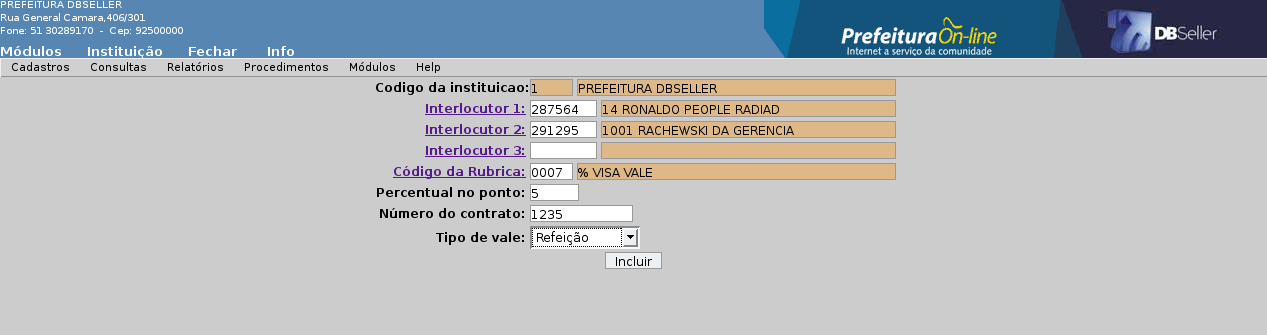 PREFEITURA DBSELLER
Rua General Camara,406/301
Fone: 51 30289170 - Cep: 92500000
Módulos Instituição Fechar Info
Prefeitura On-line
Internet a serviço da comunidade
DBSeller
Cadastros Consultas Relatórios Procedimentos Módulos Help
Codigo da instituicao: 1 PREFEITURA DBSELLER
Interlocutor 1: 287564 14 RONALDO PEOPLE RADIAD
Interlocutor 2: 291295 1001 RACHEWSKI DA GERENCIA
Interlocutor 3:
Código da Rubrica: 0007 % VISA VALE
Percentual no ponto: 5
Número do contrato: 1235
Tipo de vale: Refeição
Incluir